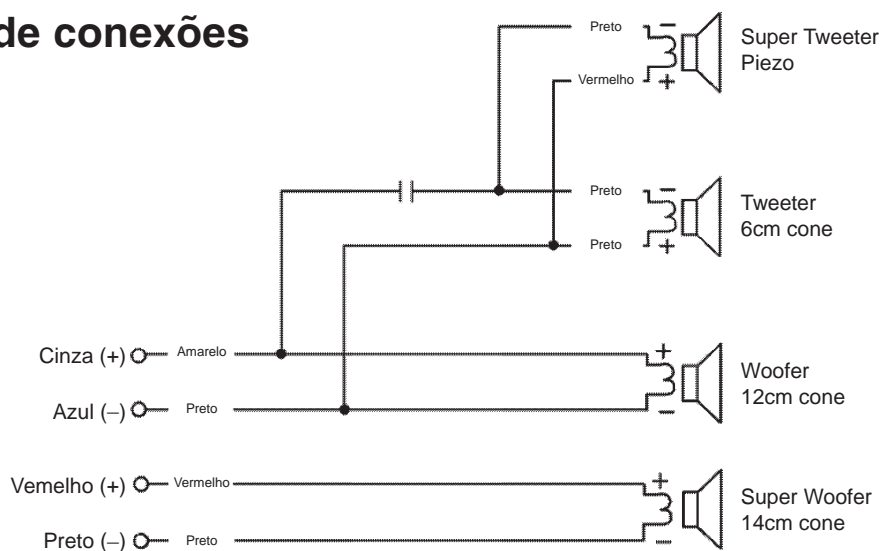 de conexões
Preto
–
Super Tweeter
Piezo
Vermelho
+
Preto
–
Tweeter
6cm cone
Preto
+
Cinza (+)
Amarelo
+
Woofer
12cm cone
Azul (–)
Preto
–
Vemelho (+)
Vermelho
+
Super Woofer
14cm cone
Preto (–)
Preto
–